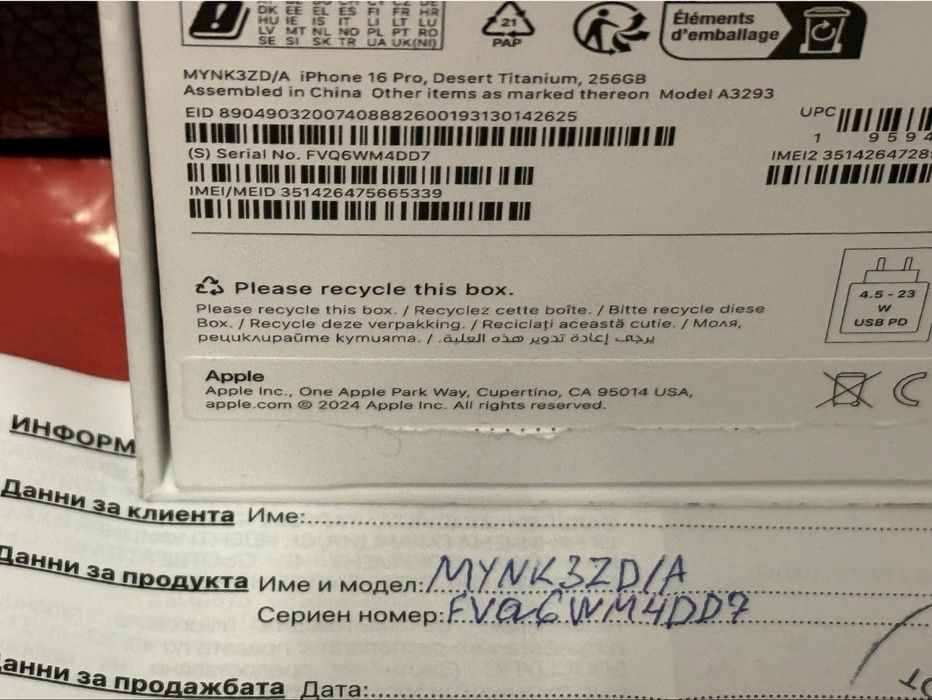 DK EE EL ES FI FR HR
HU IE IS IT LI LT LU
LV MT NL NO PL PT RO
SE SI SK TR UA UK(NI)
21
PAP
Éléments
d'emballage
MYNK3ZD/A iPhone 16 Pro, Desert Titanium, 256GB
Assembled in China Other items as marked thereon Model A3293
EID 89049032007408882600193130142625
UPC
1 9594
(S) Serial No. FVQ6WM4DD7
IMEI2 35142647289
IMEI/MEID 351426475665339
Please recycle this box.
Please recycle this box. / Recyclez cette boîte. / Bitte recycle diese
Box. / Recycle deze verpakking. / Reciclați această cutie. / Моля,
рециклирайте кутията. / يرجى إعادة تدوير هذه العلبة.
4.5 - 23
W
USB PD
Apple
Apple Inc., One Apple Park Way, Cupertino, CA 95014 USA,
apple.com © 2024 Apple Inc. All rights reserved.
ИНФОРМ
Данни за клиента Име:
Данни за продукта Име и модел: MYNK3ZD/A
Сериен номер: FVQ6WM4DD7
Данни за продажбата Дата: